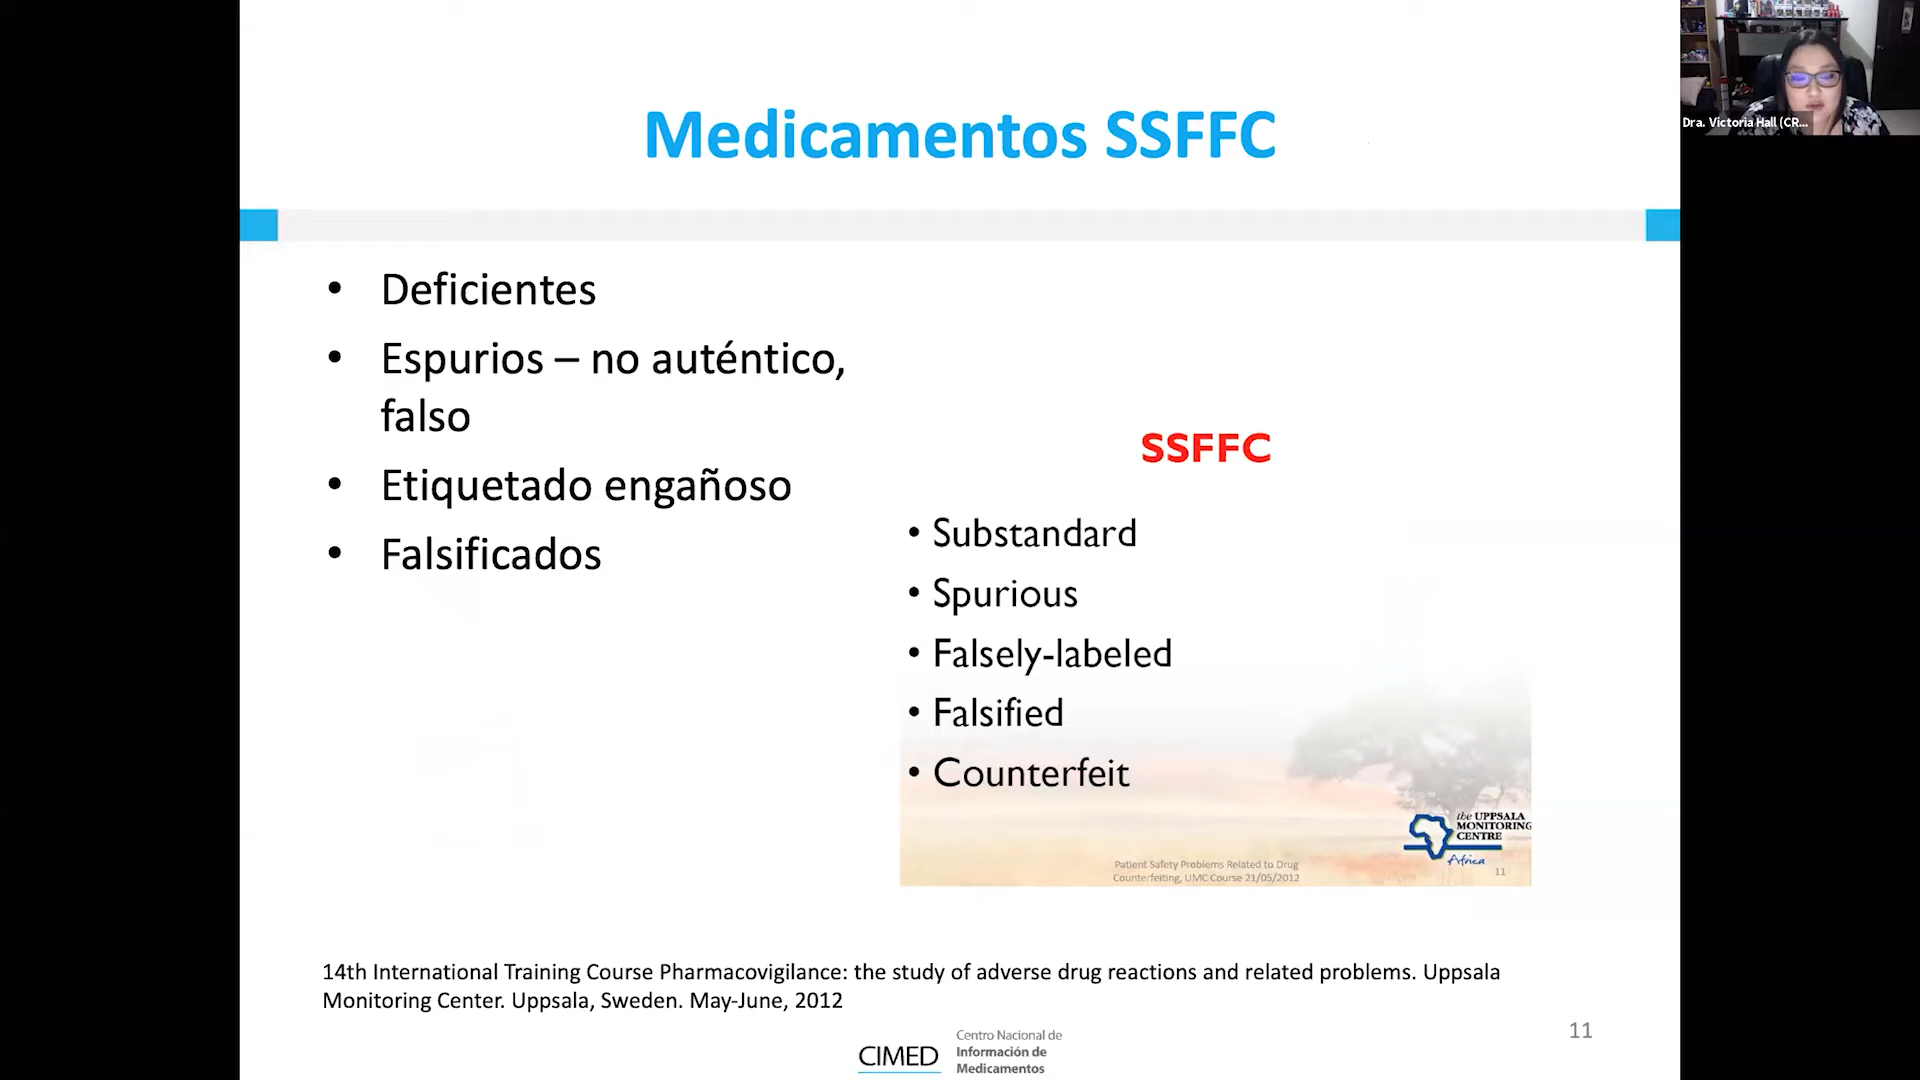 Medicamentos SSFFC
Dra. Victoria Hall (CR...
• Deficientes
• Espurios – no auténtico,
falso
• Etiquetado engañoso
• Falsificados
SSFFC
• Substandard
• Spurious
• Falsely-labeled
• Falsified
• Counterfeit
the UPPSALA
MONITORING
CENTRE
Africa
Patient Safety Problems Related to Drug
Counterfeiting, UMC Course 21/05/2012
11
14th International Training Course Pharmacovigilance: the study of adverse drug reactions and related problems. Uppsala
Monitoring Center. Uppsala, Sweden. May-June, 2012
11
CIMED
Centro Nacional de
Información de
Medicamentos